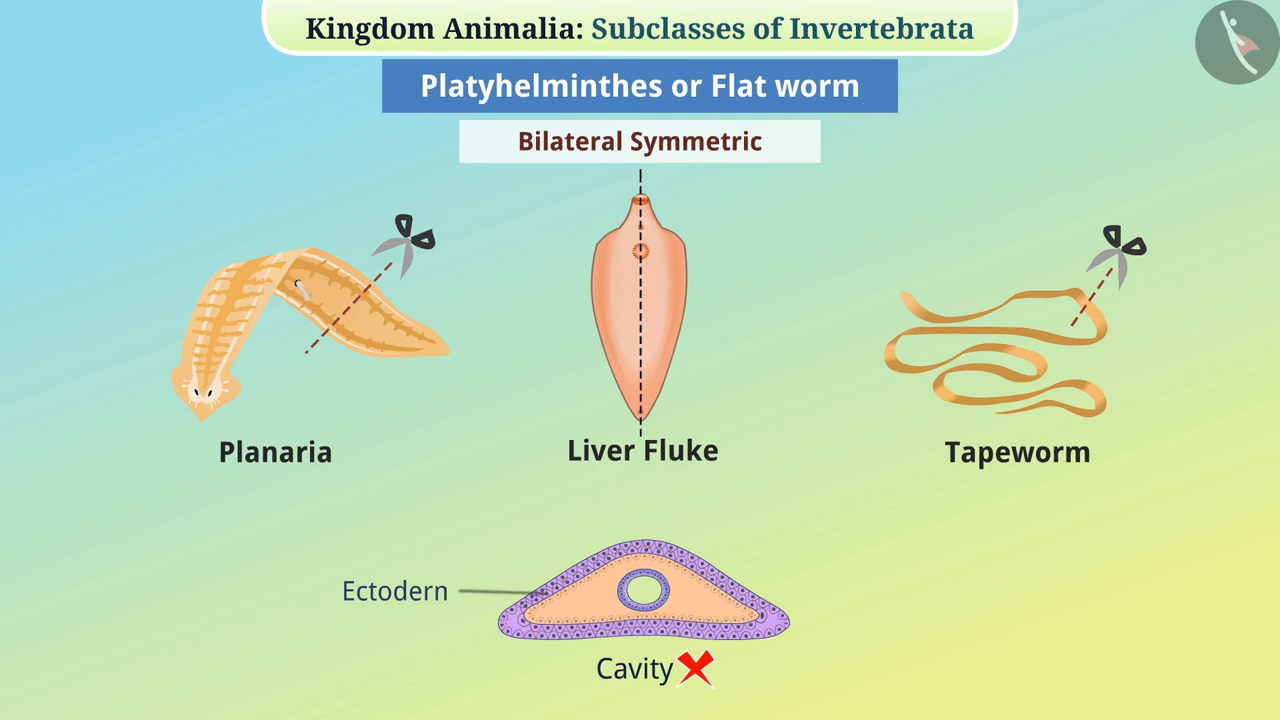 Kingdom Animalia: Subclasses of Invertebrata
Platyhelminthes or Flat worm
Bilateral Symmetric
Planaria
Liver Fluke
Tapeworm
Ectodern
Cavity